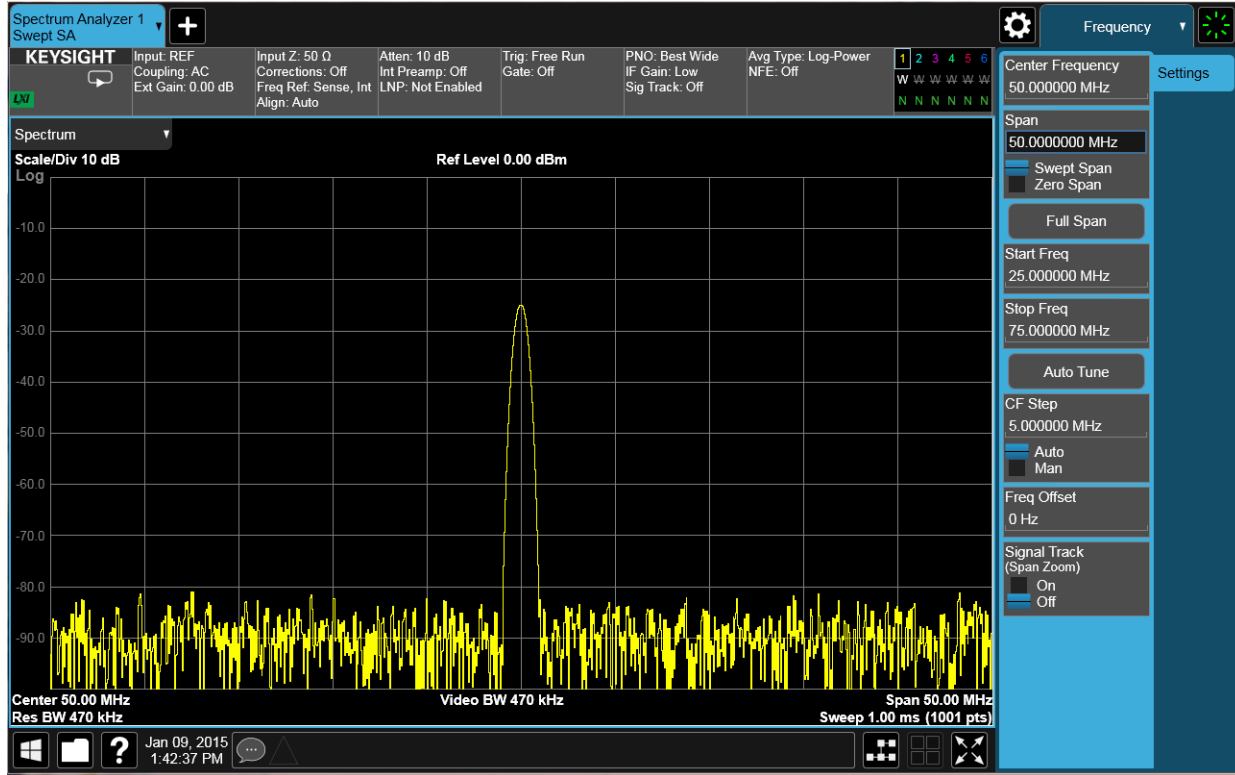 Spectrum Analyzer 1
Swept SA
+
Frequency
KEYSIGHT
LXI
Input: REF
Coupling: AC
Ext Gain: 0.00 dB
Input Z: 50 Ω
Corrections: Off
Freq Ref: Sense, Int
Align: Auto
Atten: 10 dB
Int Preamp: Off
LNP: Not Enabled
Trig: Free Run
Gate: Off
PNO: Best Wide
IF Gain: Low
Sig Track: Off
Avg Type: Log-Power
NFE: Off
1 2 3 4 5 6
W W W W W W
N N N N N N
Spectrum
Scale/Div 10 dB
Ref Level 0.00 dBm
Log
-10.0
-20.0
-30.0
-40.0
-50.0
-60.0
-70.0
-80.0
-90.0
Center 50.00 MHz
Video BW 470 kHz
Span 50.00 MHz
Res BW 470 kHz
Sweep 1.00 ms (1001 pts)
?
Jan 09, 2015
1:42:37 PM
Center Frequency
50.000000 MHz
Settings
Span
50.0000000 MHz
Swept Span
Zero Span
Full Span
Start Freq
25.000000 MHz
Stop Freq
75.000000 MHz
Auto Tune
CF Step
5.000000 MHz
Auto
Man
Freq Offset
0 Hz
Signal Track
(Span Zoom)
On
Off